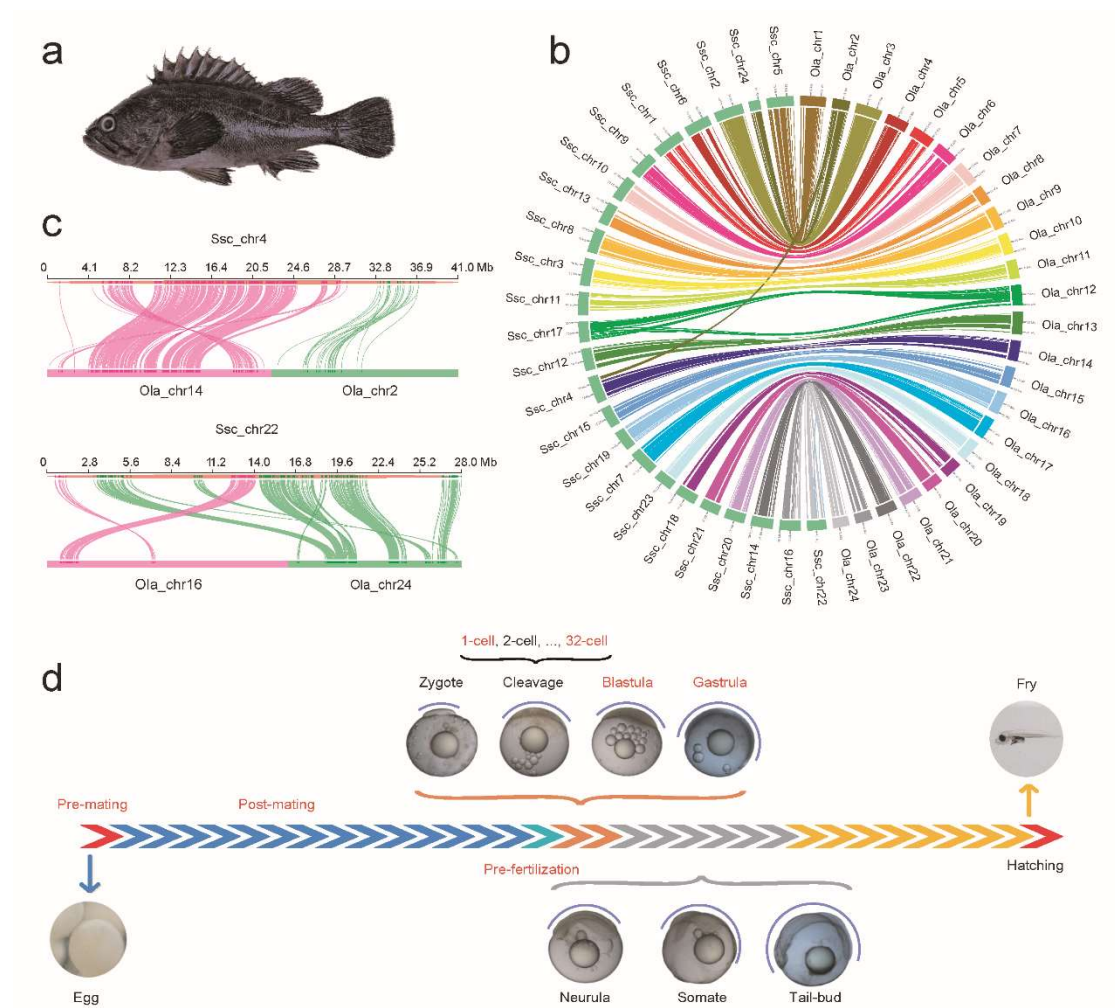 a
b
c
Ssc_chr4
0 4.1 8.2 12.3 16.4 20.5 24.6 28.7 32.8 36.9 41.0 Mb
Ola_chr14 Ola_chr2
Ssc_chr22
0 2.8 5.6 8.4 11.2 14.0 16.8 19.6 22.4 25.2 28.0 Mb
Ola_chr16 Ola_chr24
Ola_chr1
Ola_chr2
Ola_chr3
Ola_chr4
Ola_chr5
Ola_chr6
Ola_chr7
Ola_chr8
Ola_chr9
Ola_chr10
Ola_chr11
Ola_chr12
Ola_chr13
Ola_chr14
Ola_chr15
Ola_chr16
Ola_chr17
Ola_chr18
Ola_chr19
Ola_chr20
Ola_chr21
Ola_chr22
Ola_chr23
Ola_chr24
Ssc_chr22
Ssc_chr16
Ssc_chr14
Ssc_chr20
Ssc_chr21
Ssc_chr18
Ssc_chr23
Ssc_chr7
Ssc_chr19
Ssc_chr15
Ssc_chr4
Ssc_chr12
Ssc_chr17
Ssc_chr11
Ssc_chr3
Ssc_chr8
Ssc_chr13
Ssc_chr10
Ssc_chr9
Ssc_chr1
Ssc_chr6
Ssc_chr2
Ssc_chr24
Ssc_chr5
d
1-cell, 2-cell, ..., 32-cell
Zygote Cleavage Blastula Gastrula Fry
Pre-mating Post-mating
Pre-fertilization Hatching
Egg Neurula Somate Tail-bud